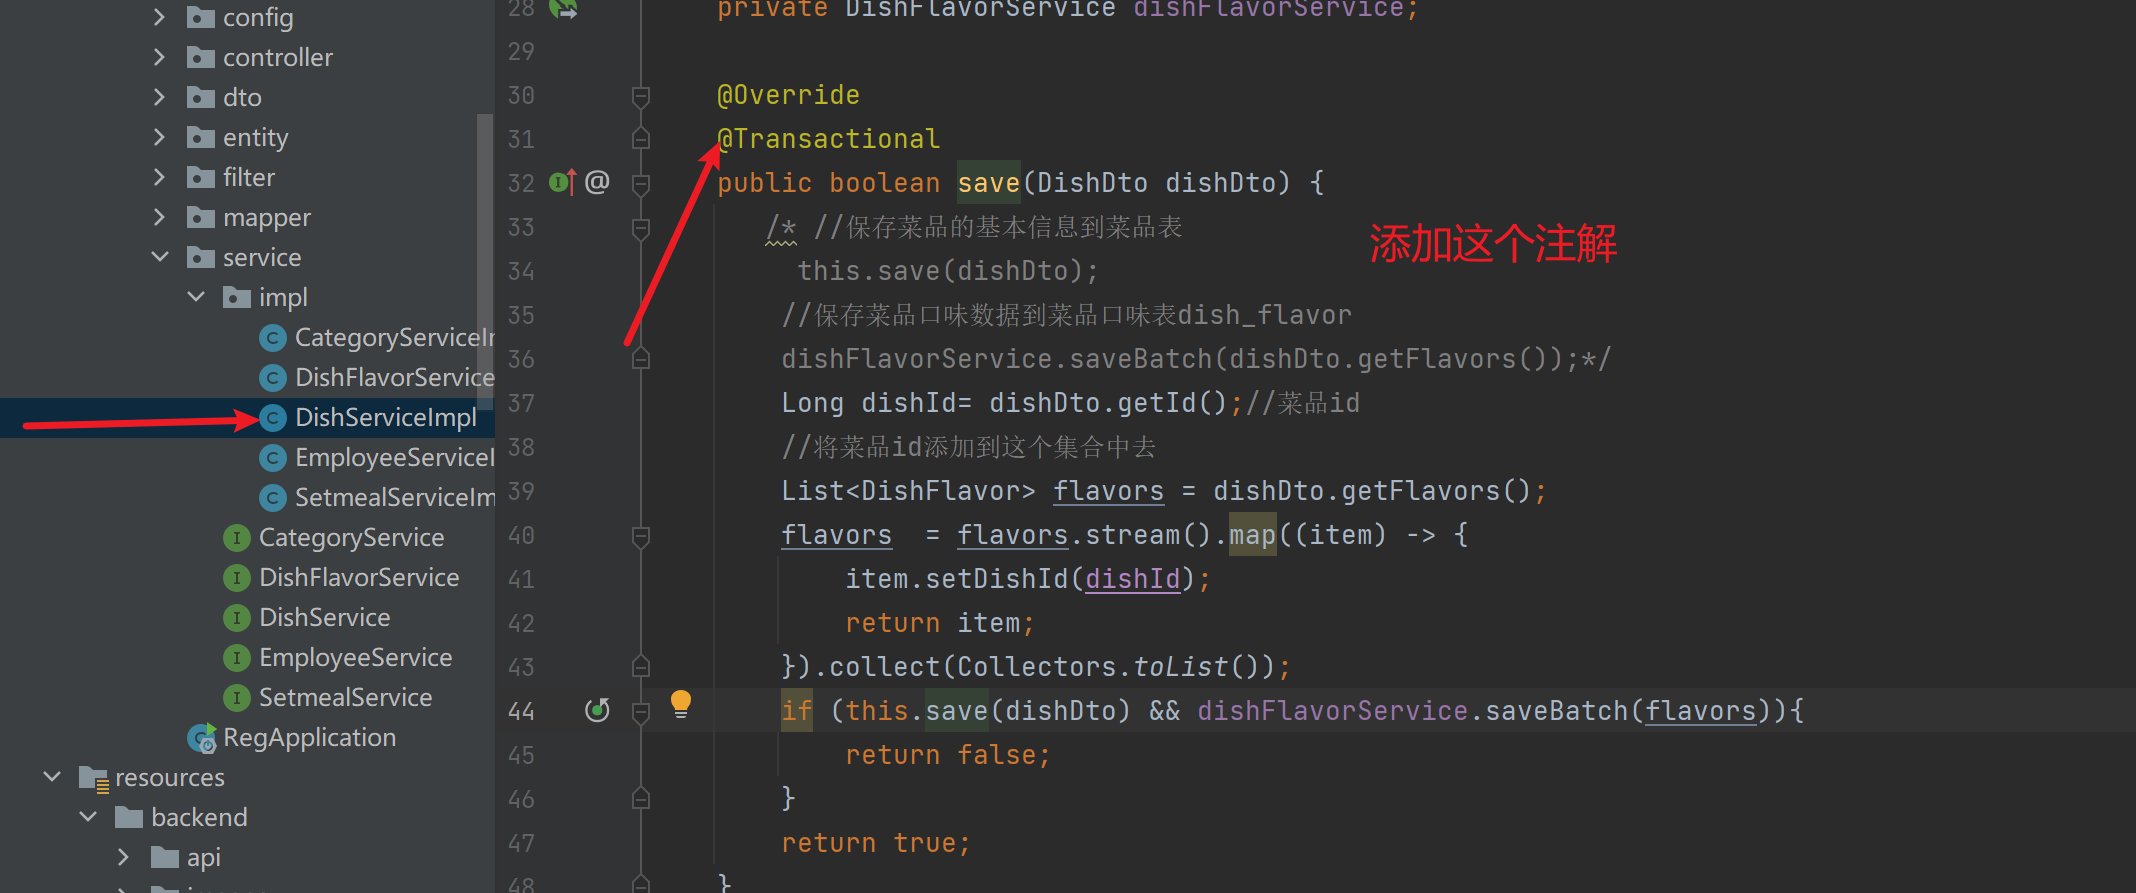 config
controller
dto
entity
filter
mapper
service
impl
CategoryServiceIm
DishFlavorService
DishServiceImpl
EmployeeServiceI
SetmealServiceIm
CategoryService
DishFlavorService
DishService
EmployeeService
SetmealService
RegApplication
resources
backend
api
28 private DishFlavorService dishFlavorService;
29
30 @Override
31 @Transactional
32 public boolean save(DishDto dishDto) {
33 /* //保存菜品的基本信息到菜品表
34 this.save(dishDto);
35 //保存菜品口味数据到菜品口味表dish_flavor
36 dishFlavorService.saveBatch(dishDto.getFlavors());*/
37 Long dishId= dishDto.getId();//菜品id
38 //将菜品id添加到这个集合中去
39 List<DishFlavor> flavors = dishDto.getFlavors();
40 flavors  = flavors.stream().map((item) -> {
41 item.setDishId(dishId);
42 return item;
43 }).collect(Collectors.toList());
44 if (this.save(dishDto) && dishFlavorService.saveBatch(flavors)){
45 return false;
46 }
47 return true;
48 }
添加这个注解